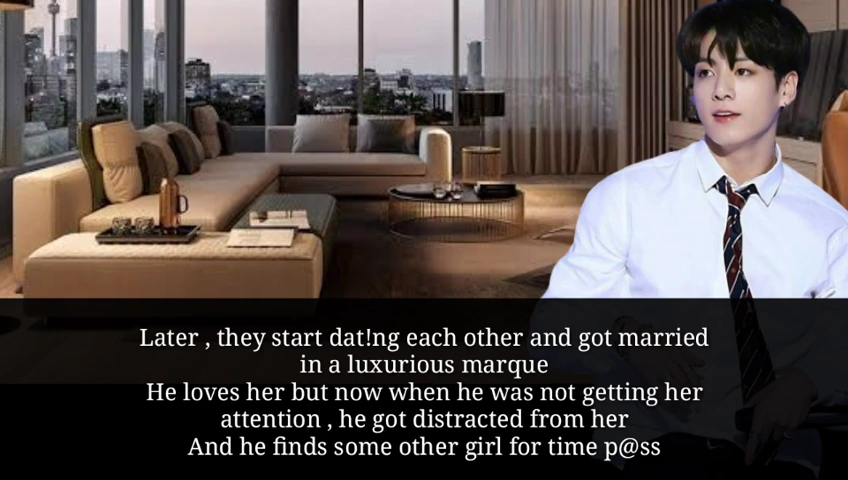 Later , they start dat!ng each other and got married
in a luxurious marque
He loves her but now when he was not getting her
attention , he got distracted from her
And he finds some other girl for time p@ss